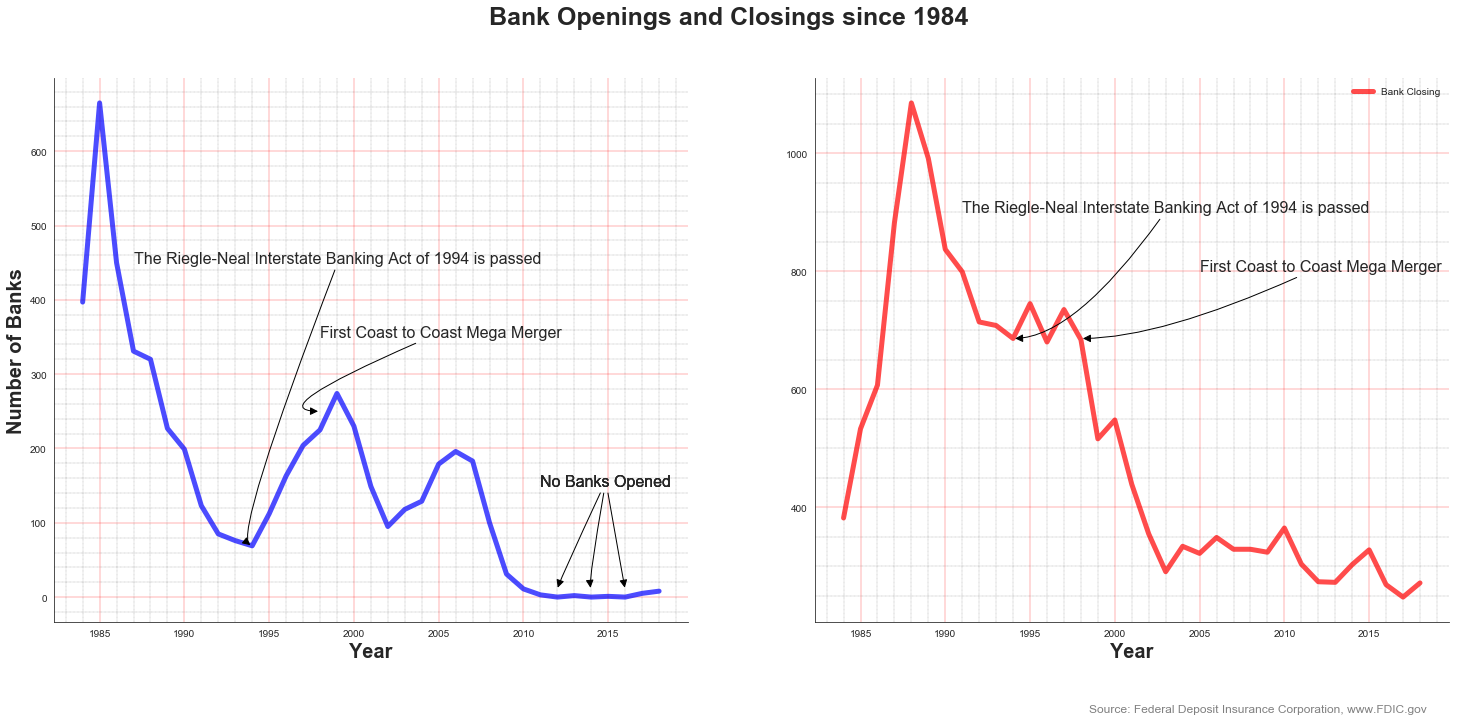 Bank Openings and Closings since 1984
Number of Banks
600
500
400
300
200
100
0
The Riegle-Neal Interstate Banking Act of 1994 is passed
First Coast to Coast Mega Merger
No Banks Opened
1985 1990 1995 2000 2005 2010 2015
Year
Bank Closing
1000
800
600
400
The Riegle-Neal Interstate Banking Act of 1994 is passed
First Coast to Coast Mega Merger
1985 1990 1995 2000 2005 2010 2015
Year
Source: Federal Deposit Insurance Corporation, www.FDIC.gov